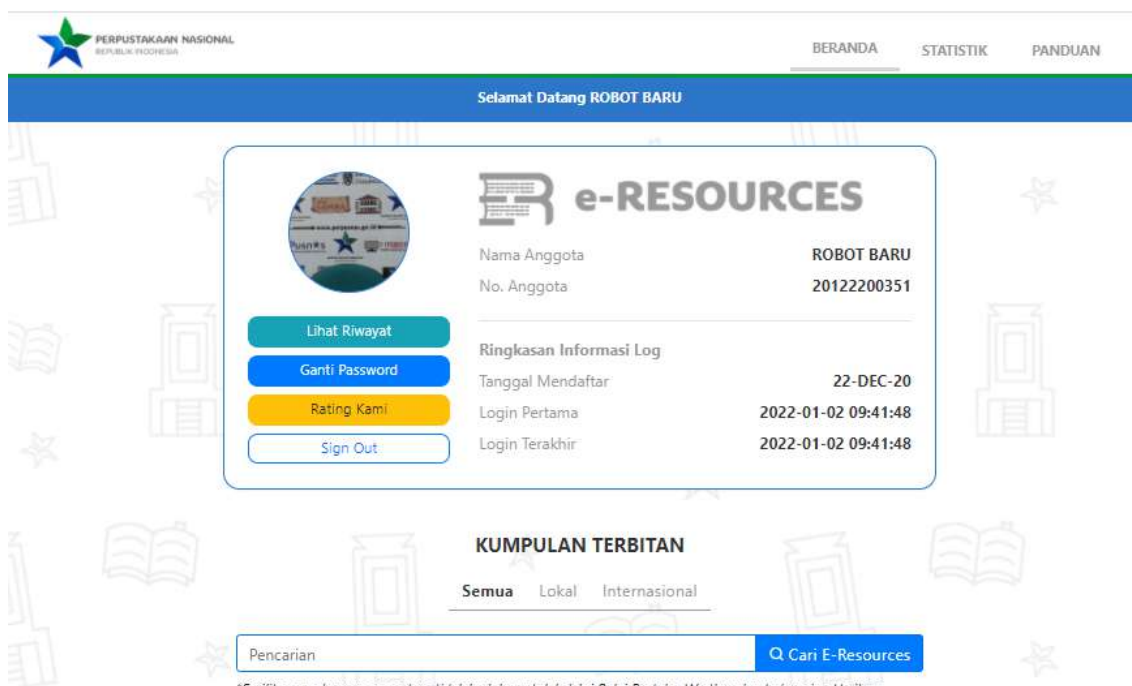 PERPUSTAKAAN NASIONAL
REPUBLIK INDONESIA
BERANDA STATISTIK PANDUAN
Selamat Datang ROBOT BARU
e-RESOURCES
Nama Anggota ROBOT BARU
No. Anggota 20122200351
Lihat Riwayat
Ganti Password
Rating Kami
Sign Out
Ringkasan Informasi Log
Tanggal Mendaftar 22-DEC-20
Login Pertama 2022-01-02 09:41:48
Login Terakhir 2022-01-02 09:41:48
KUMPULAN TERBITAN
Semua Lokal Internasional
Pencarian Cari E-Resources